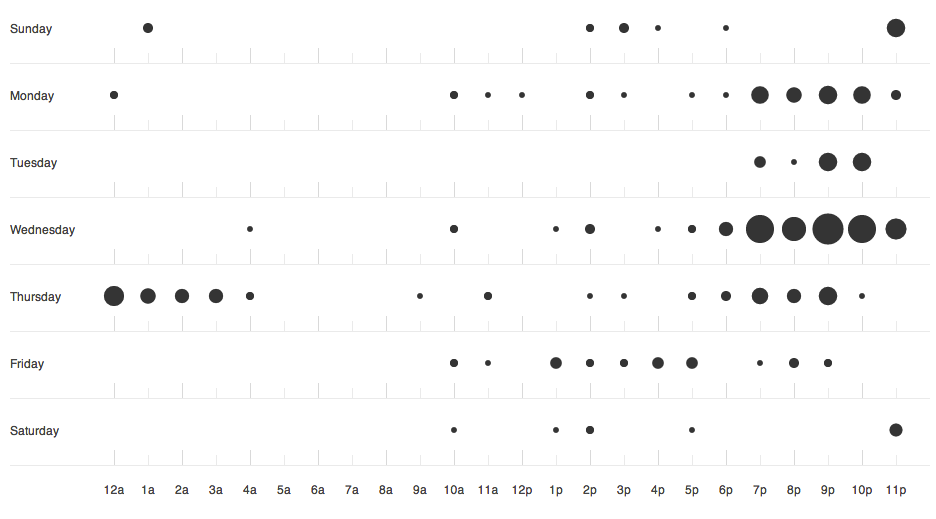 Sunday
Monday
Tuesday
Wednesday
Thursday
Friday
Saturday
12a 1a 2a 3a 4a 5a 6a 7a 8a 9a 10a 11a 12p 1p 2p 3p 4p 5p 6p 7p 8p 9p 10p 11p